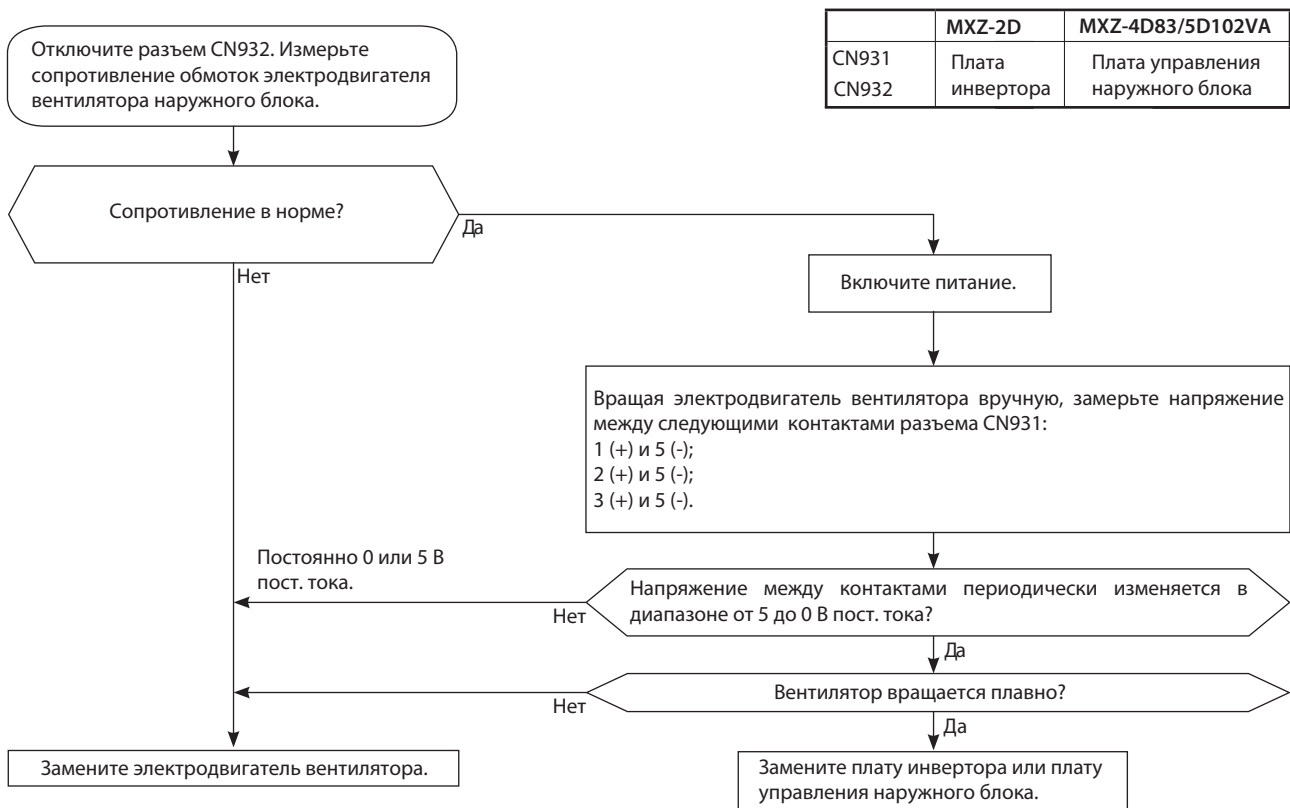 MXZ-2D MXZ-4D83/5D102VA
CN931
CN932
Плата
инвертора
Плата управления
наружного блока
Отключите разъем CN932. Измерьте
сопротивление обмоток электродвигателя
вентилятора наружного блока.
Сопротивление в норме?
Да
Нет
Включите питание.
Вращая электродвигатель вентилятора вручную, замерьте напряжение
между следующими контактами разъема CN931:
1 (+) и 5 (-);
2 (+) и 5 (-);
3 (+) и 5 (-).
Постоянно 0 или 5 В
пост. тока.
Напряжение между контактами периодически изменяется в
диапазоне от 5 до 0 В пост. тока?
Нет
Да
Вентилятор вращается плавно?
Нет
Да
Замените электродвигатель вентилятора.
Замените плату инвертора или плату
управления наружного блока.